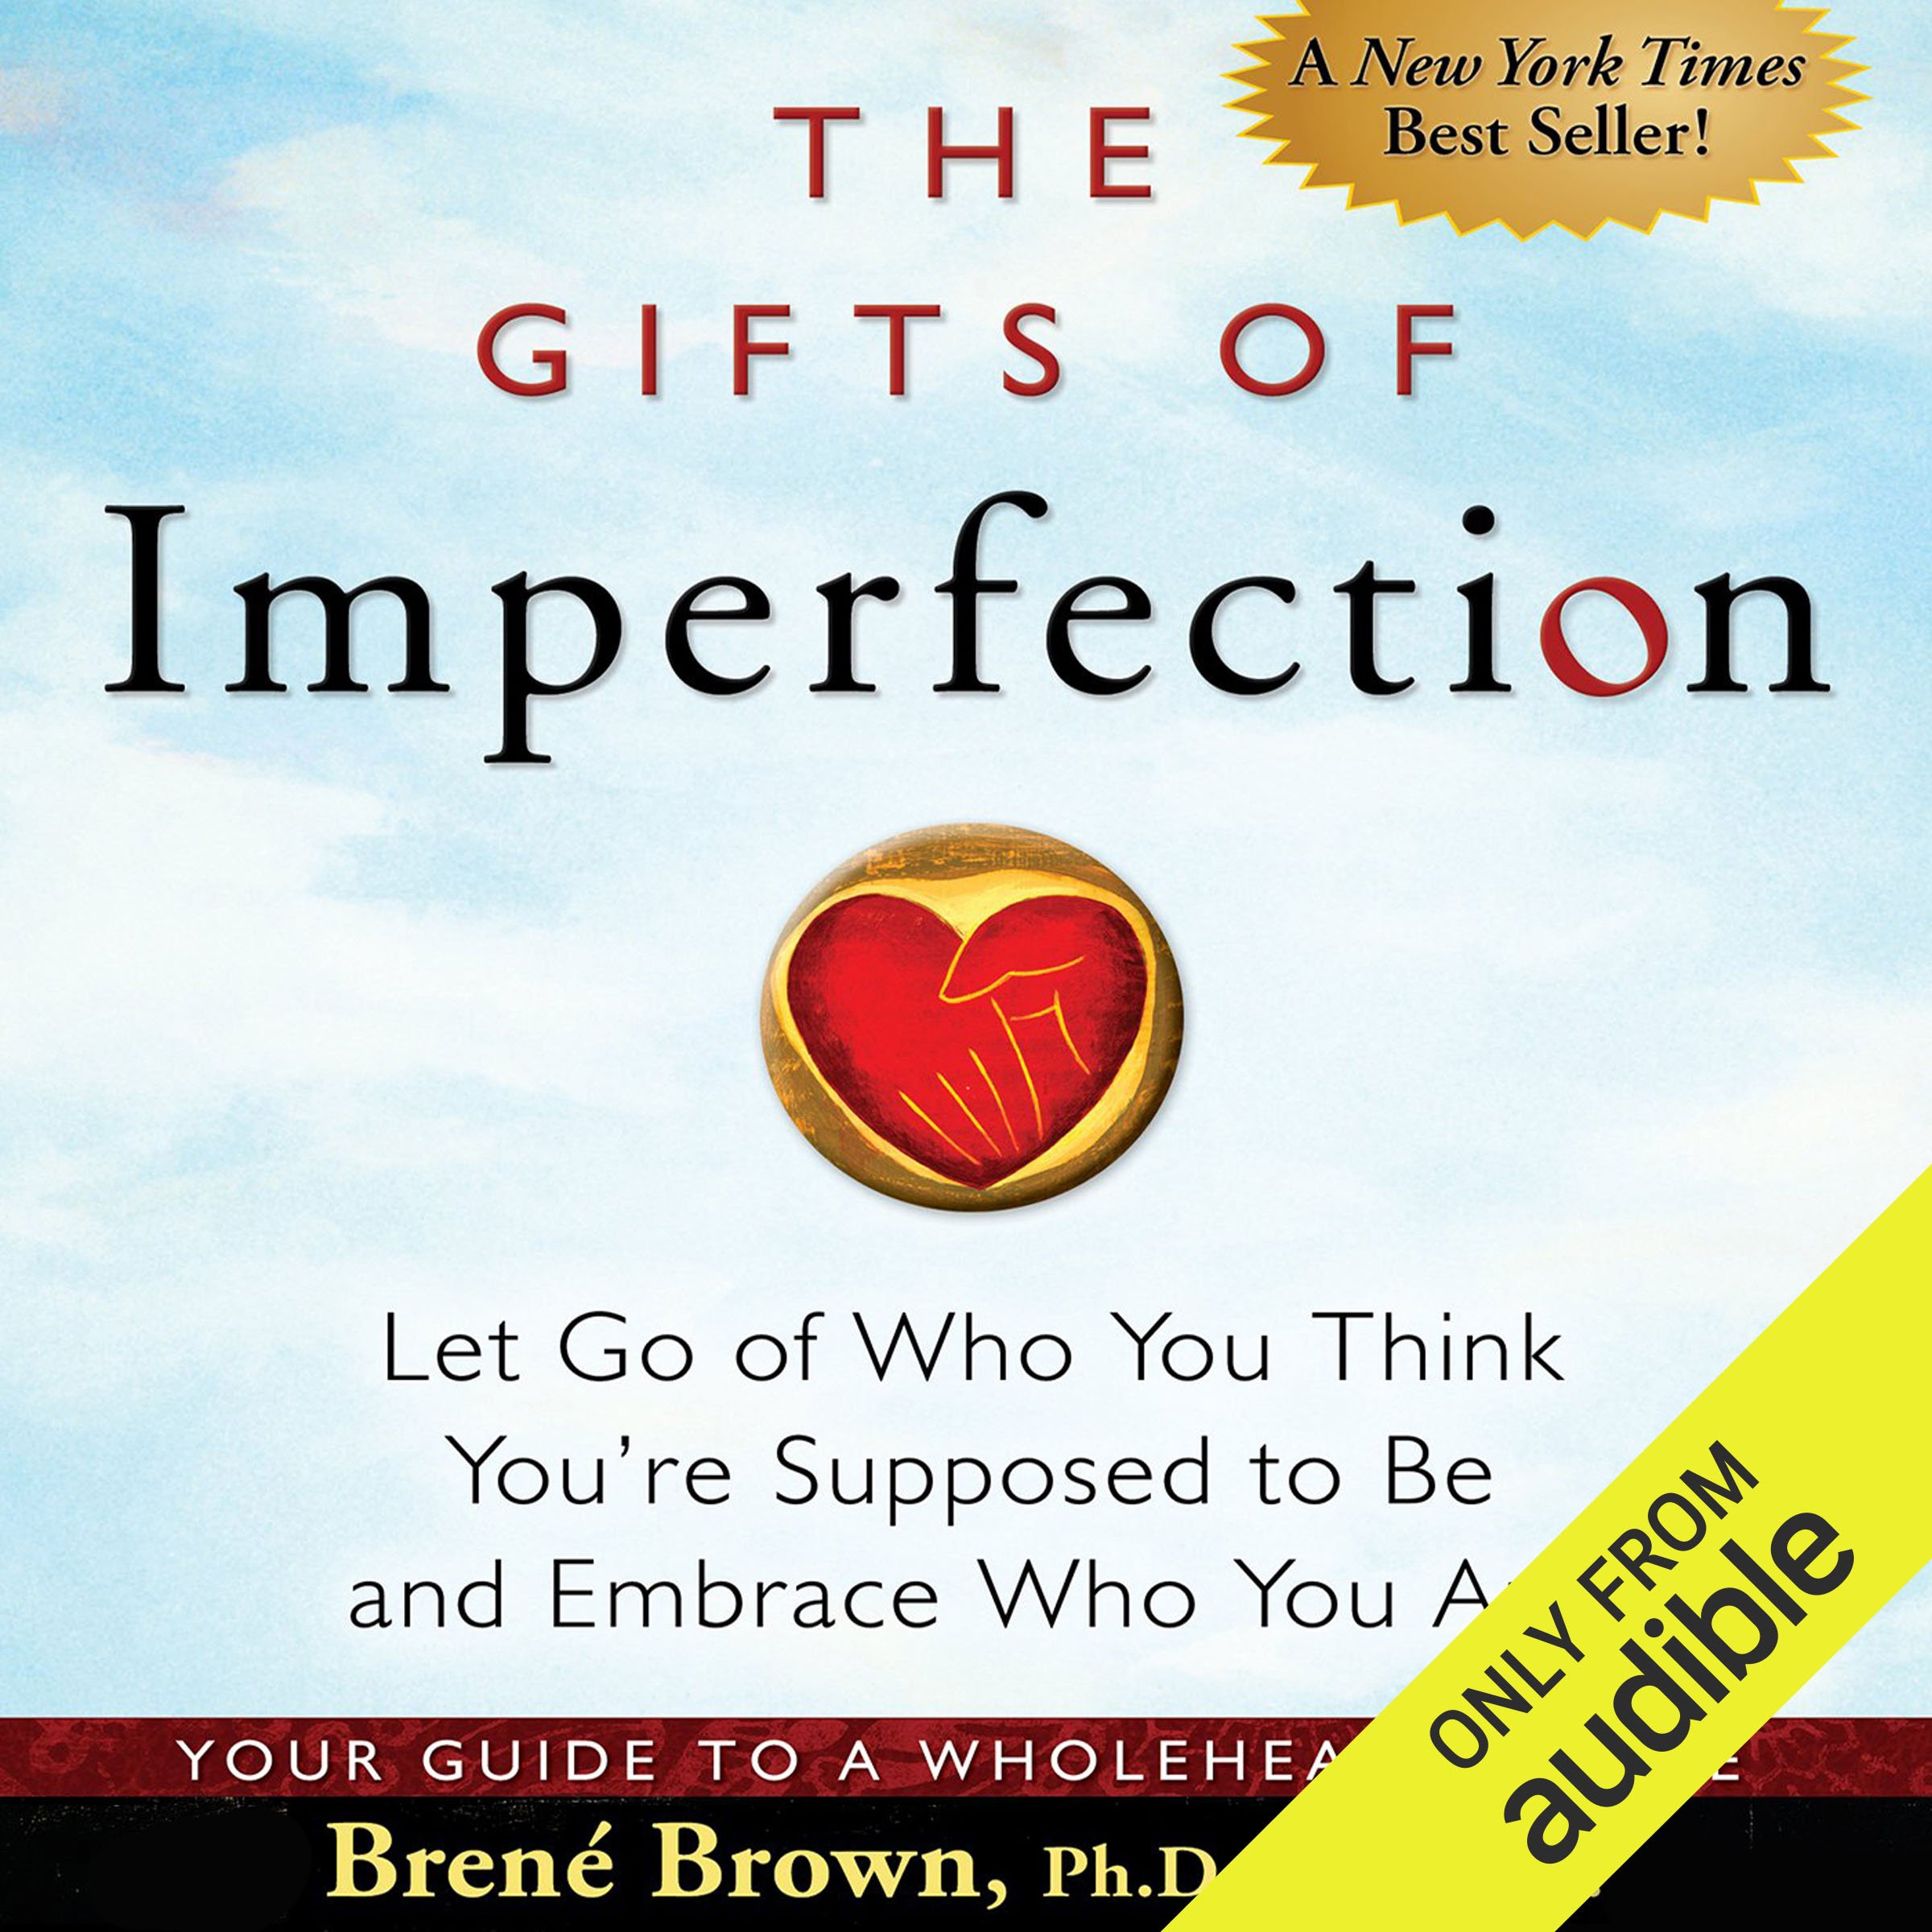 A New York Times
Best Seller!
THE
GIFTS OF
Imperfection
Let Go of Who You Think
You're Supposed to Be
and Embrace Who You
YOUR GUIDE TO A
Brené Brown, Ph.D
ONLY FROM
audible